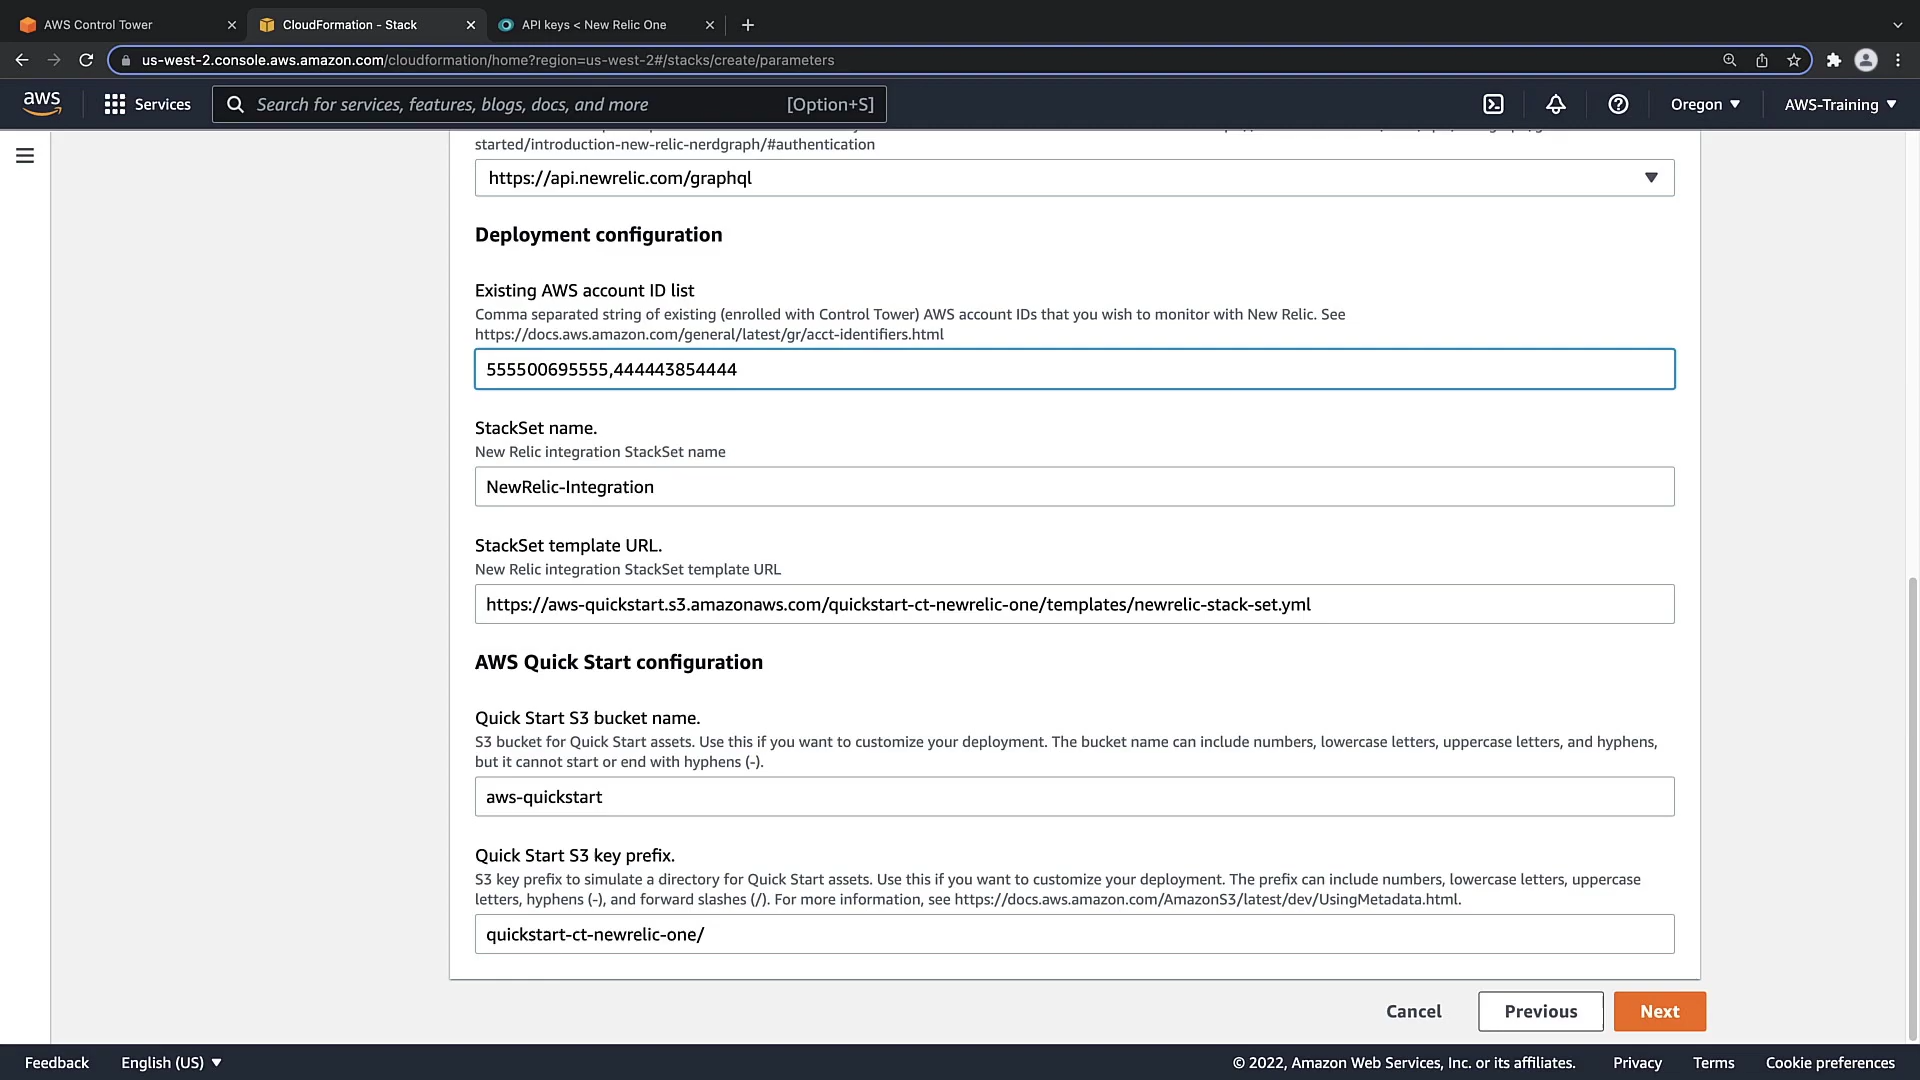 AWS Control Tower
CloudFormation - Stack
API keys < New Relic One
us-west-2.console.aws.amazon.com/cloudformation/home?region=us-west-2#/stacks/create/parameters
aws
Services
Search for services, features, blogs, docs, and more
[Option+S]
Oregon
AWS-Training
started/introduction-new-relic-nerdgraph/#authentication
https://api.newrelic.com/graphql
Deployment configuration
Existing AWS account ID list
Comma separated string of existing (enrolled with Control Tower) AWS account IDs that you wish to monitor with New Relic. See
https://docs.aws.amazon.com/general/latest/gr/acct-identifiers.html
555500695555,444443854444
StackSet name.
New Relic integration StackSet name
NewRelic-Integration
StackSet template URL.
New Relic integration StackSet template URL
https://aws-quickstart.s3.amazonaws.com/quickstart-ct-newrelic-one/templates/newrelic-stack-set.yml
AWS Quick Start configuration
Quick Start S3 bucket name.
S3 bucket for Quick Start assets. Use this if you want to customize your deployment. The bucket name can include numbers, lowercase letters, uppercase letters, and hyphens,
but it cannot start or end with hyphens (-).
aws-quickstart
Quick Start S3 key prefix.
S3 key prefix to simulate a directory for Quick Start assets. Use this if you want to customize your deployment. The prefix can include numbers, lowercase letters, uppercase
letters, hyphens (-), and forward slashes (/). For more information, see https://docs.aws.amazon.com/AmazonS3/latest/dev/UsingMetadata.html.
quickstart-ct-newrelic-one/
Cancel
Previous
Next
Feedback
English (US)
© 2022, Amazon Web Services, Inc. or its affiliates.
Privacy
Terms
Cookie preferences